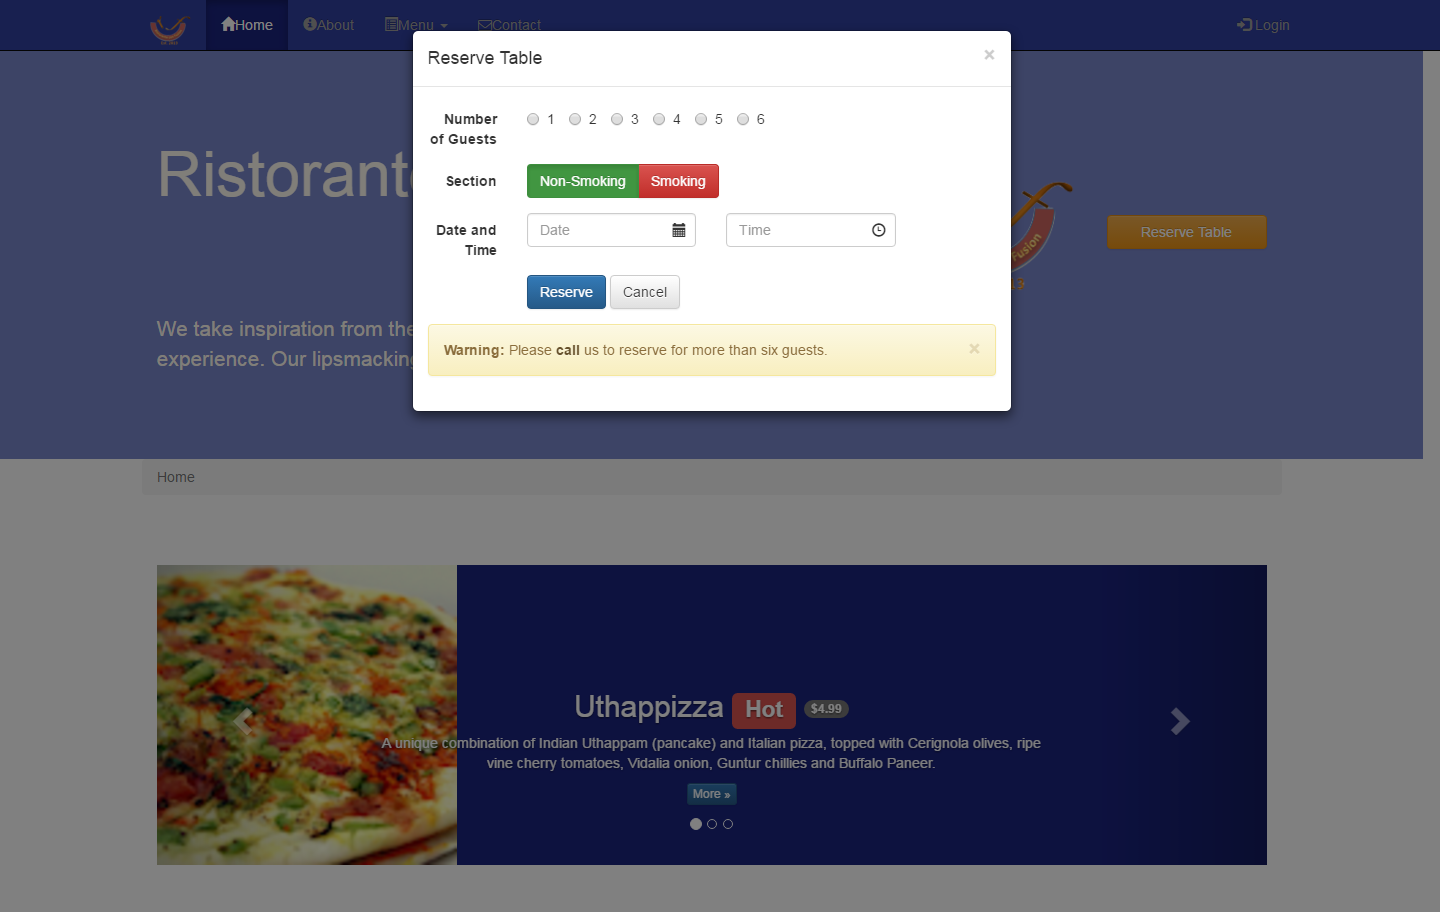 Home About Menu Contact Login
Reserve Table ×
Number of Guests 1 2 3 4 5 6
Section Non-Smoking Smoking
Date and Time Date Time
Reserve Cancel
Warning: Please call us to reserve for more than six guests. ×
Ristorant
Fusion
Reserve Table
We take inspiration from the
experience. Our lipsmacking
Home
Uthappizza Hot $4.99
A unique combination of Indian Uthappam (pancake) and Italian pizza, topped with Cerignola olives, ripe
vine cherry tomatoes, Vidalia onion, Guntur chillies and Buffalo Paneer.
More »